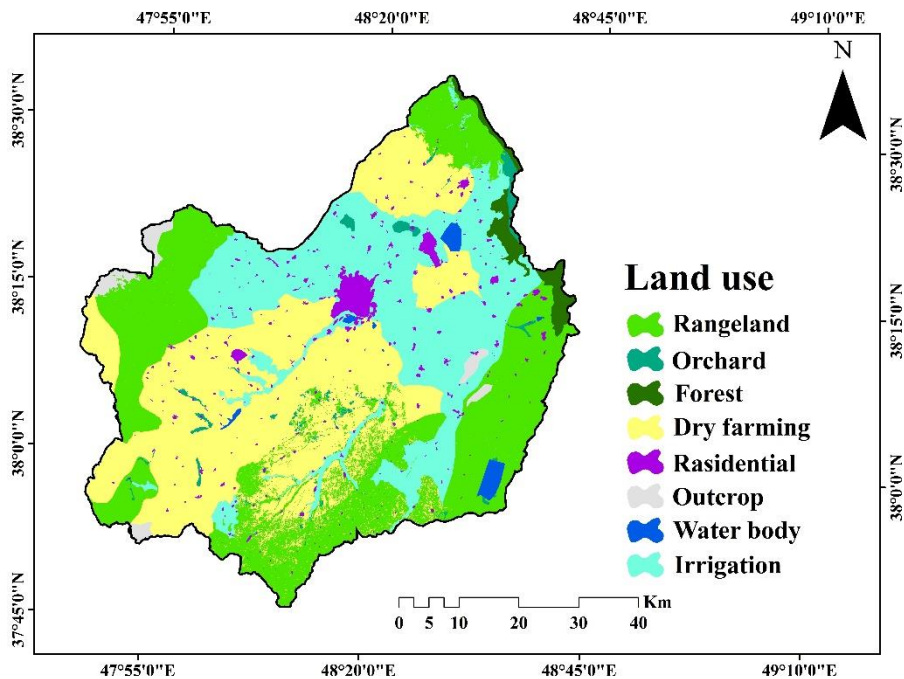 47°55'0"E 48°20'0"E 48°45'0"E 49°10'0"E
N
38°30'0"N
38°30'0"N
38°15'0"N
38°15'0"N
38°0'0"N
38°0'0"N
37°45'0"N
Land use
Rangeland
Orchard
Forest
Dry farming
Rasidential
Outcrop
Water body
Irrigation
Km
0 5 10 20 30 40
47°55'0"E 48°20'0"E 48°45'0"E 49°10'0"E